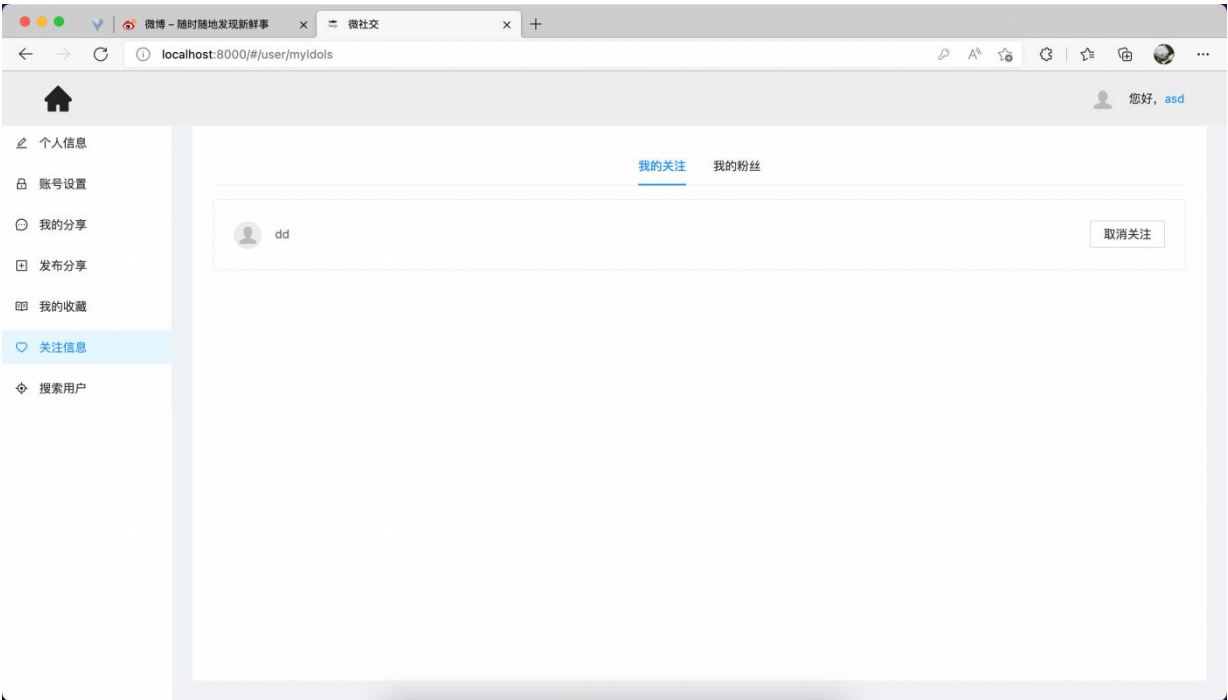 微博 – 随时随地发现新鲜事
微社交
localhost:8000/#/user/myIdols
您好，asd
个人信息
账号设置
我的分享
发布分享
我的收藏
关注信息
搜索用户
我的关注 我的粉丝
dd 取消关注